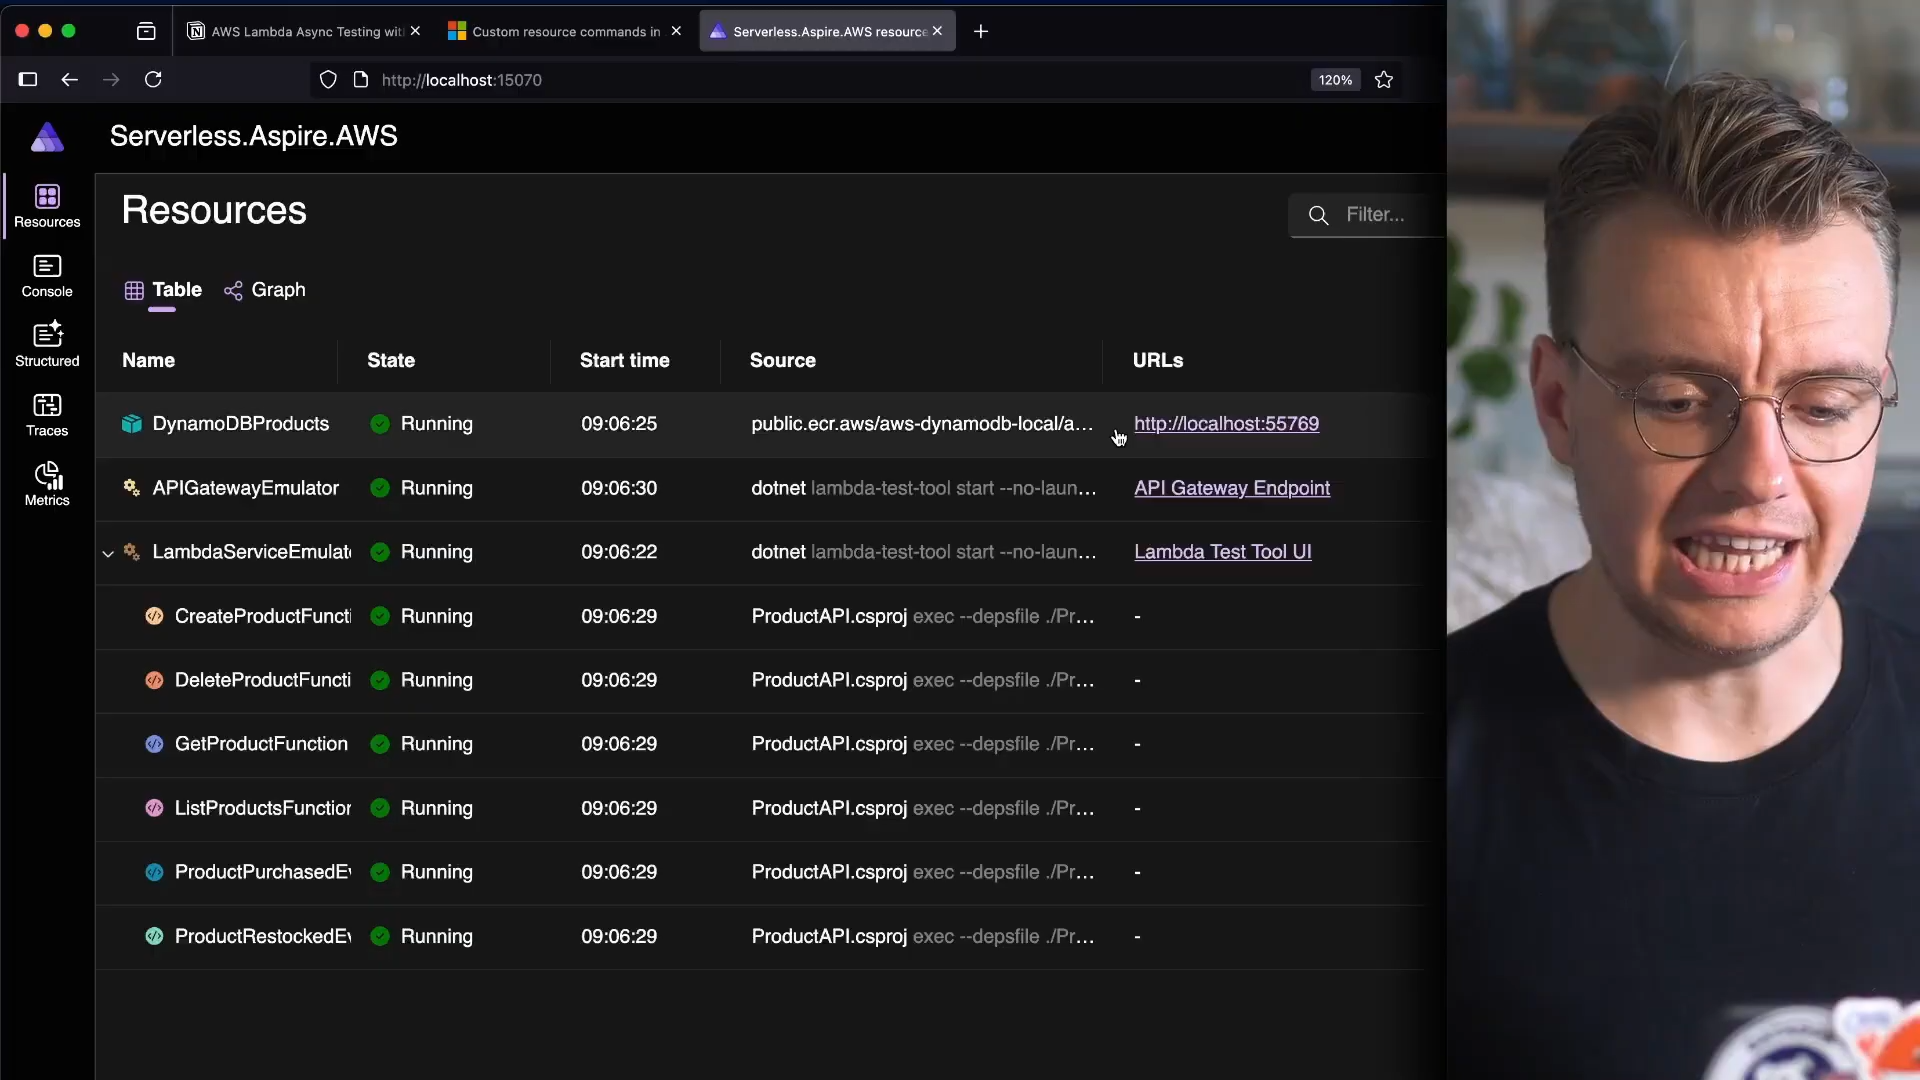 AWS Lambda Async Testing wit
Custom resource commands in
Serverless.Aspire.AWS resource
http://localhost:15070
120%
Serverless.Aspire.AWS
Resources
Console
Structured
Traces
Metrics
Resources
Filter...
Table
Graph
Name State Start time Source URLs
DynamoDBProducts Running 09:06:25 public.ecr.aws/aws-dynamodb-local/a... http://localhost:55769
APIGatewayEmulator Running 09:06:30 dotnet lambda-test-tool start --no-laun... API Gateway Endpoint
LambdaServiceEmulat Running 09:06:22 dotnet lambda-test-tool start --no-laun... Lambda Test Tool UI
CreateProductFuncti Running 09:06:29 ProductAPI.csproj exec --depsfile ./Pr... -
DeleteProductFuncti Running 09:06:29 ProductAPI.csproj exec --depsfile ./Pr... -
GetProductFunction Running 09:06:29 ProductAPI.csproj exec --depsfile ./Pr... -
ListProductsFunction Running 09:06:29 ProductAPI.csproj exec --depsfile ./Pr... -
ProductPurchasedEv Running 09:06:29 ProductAPI.csproj exec --depsfile ./Pr... -
ProductRestockedEv Running 09:06:29 ProductAPI.csproj exec --depsfile ./Pr... -